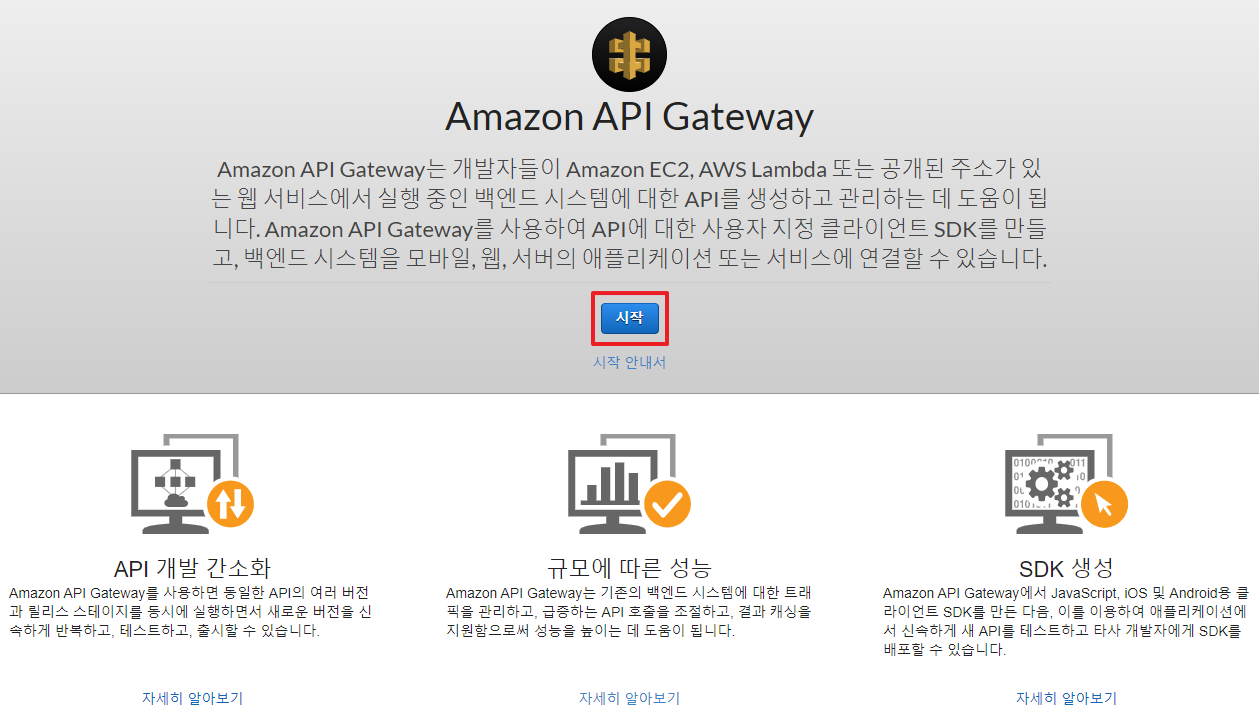 Amazon API Gateway
Amazon API Gateway는 개발자들이 Amazon EC2, AWS Lambda 또는 공개된 주소가 있
는 웹 서비스에서 실행 중인 백엔드 시스템에 대한 API를 생성하고 관리하는 데 도움이 됩
니다. Amazon API Gateway를 사용하여 API에 대한 사용자 지정 클라이언트 SDK를 만들
고, 백엔드 시스템을 모바일, 웹, 서버의 애플리케이션 또는 서비스에 연결할 수 있습니다.
시작
시작 안내서
API 개발 간소화
Amazon API Gateway를 사용하면 동일한 API의 여러 버전
과 릴리스 스테이지를 동시에 실행하면서 새로운 버전을 신
속하게 반복하고, 테스트하고, 출시할 수 있습니다.
자세히 알아보기
규모에 따른 성능
Amazon API Gateway는 기존의 백엔드 시스템에 대한 트래
픽을 관리하고, 급증하는 API 호출을 조절하고, 결과 캐싱을
지원함으로써 성능을 높이는 데 도움이 됩니다.
자세히 알아보기
SDK 생성
Amazon API Gateway에서 JavaScript, iOS 및 Android용 클
라이언트 SDK를 만든 다음, 이를 이용하여 애플리케이션에
서 신속하게 새 API를 테스트하고 타사 개발자에게 SDK를
배포할 수 있습니다.
자세히 알아보기